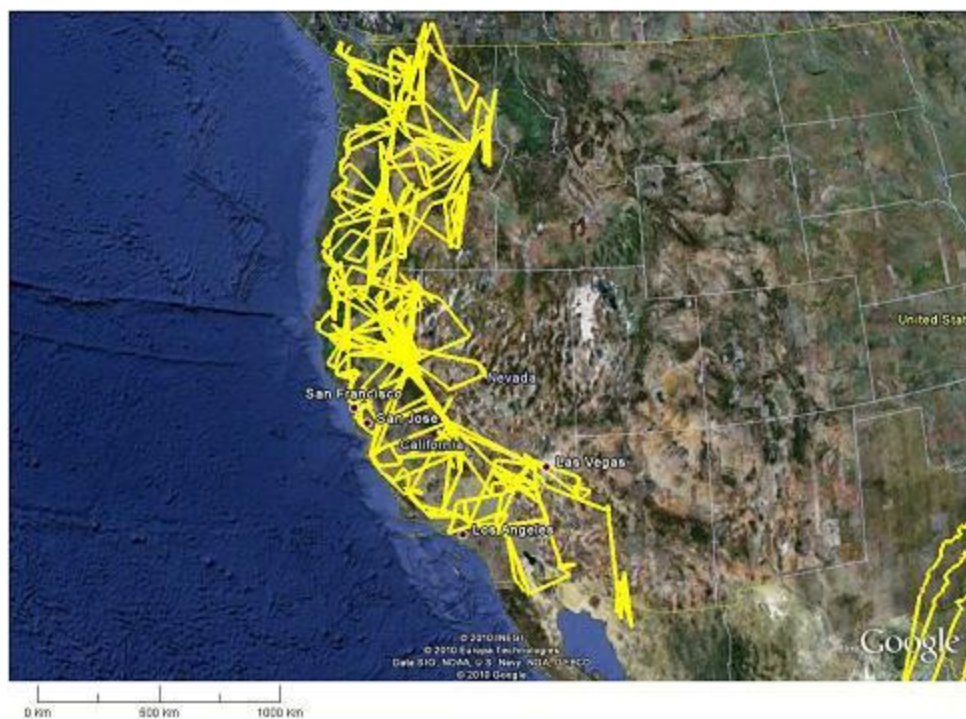 United Stat
Nevada
San Francisco
San Jose
California
Las Vegas
Los Angeles
© 2010 INEGI
© 2010 Europa Technologies
Data SIO, NOAA, U.S. Navy, NGA, GEBCO
© 2010 Google
Google
0 Km
500 Km
1000 Km